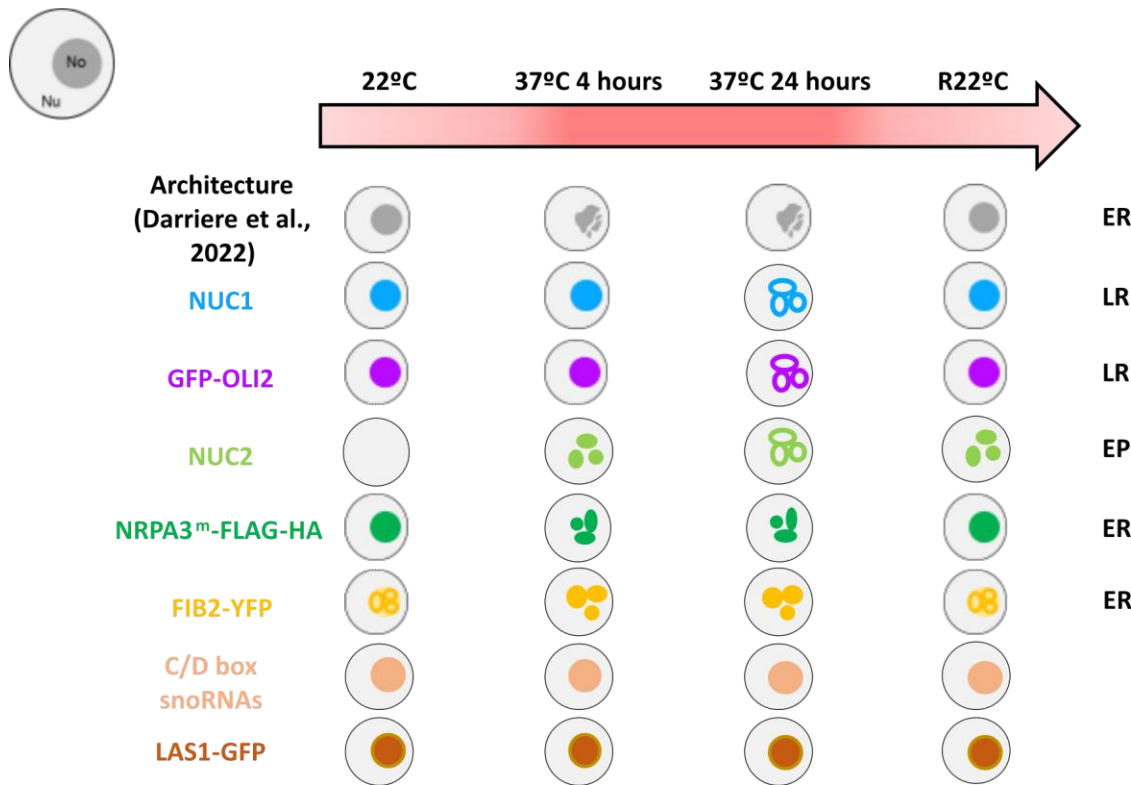 No
Nu
22ºC 37ºC 4 hours 37ºC 24 hours R22ºC
Architecture
(Darriere et al.,
2022)
ER
NUC1 LR
GFP-OLI2 LR
NUC2 EP
NRPA3ᵐ-FLAG-HA ER
FIB2-YFP ER
C/D box
snoRNAs
LAS1-GFP